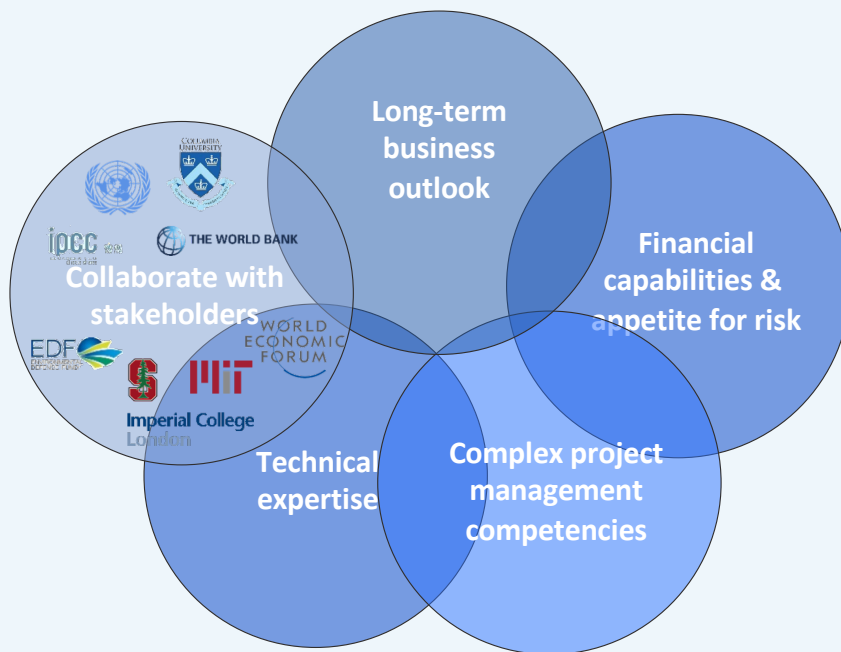 Long-term
business
outlook
COLUMBIA
UNIVERSITY
ipcc
THE WORLD BANK
Collaborate with
stakeholders
Financial
capabilities &
appetite for risk
WORLD
ECONOMIC
FORUM
EDF
MIT
S
Imperial College
London
Technical
expertise
Complex project
management
competencies